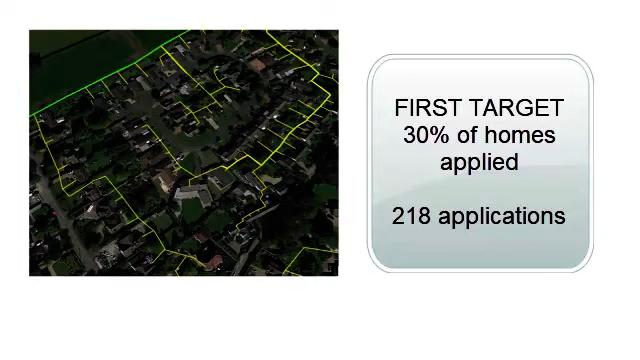 FIRST TARGET
30% of homes
applied
218 applications